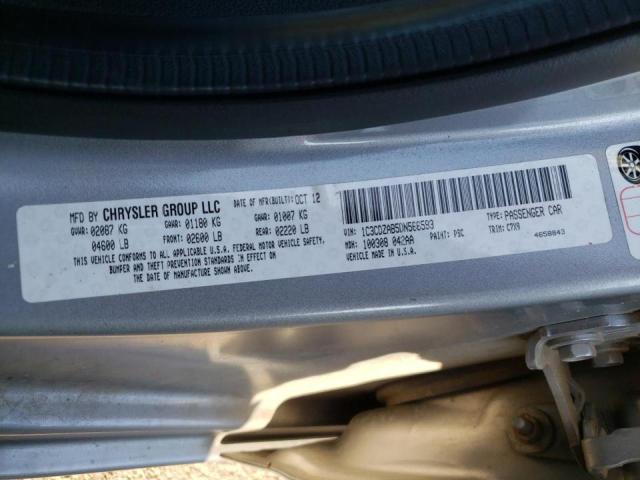 MFD BY CHRYSLER GROUP LLC
DATE OF MFR(BUILT): OCT 12
GVWR: 02087 KG GAWR: 01180 KG GAWR: 01007 KG
04600 LB FRONT: 02600 LB REAR: 02220 LB
THIS VEHICLE CONFORMS TO ALL APPLICABLE U.S.A. FEDERAL MOTOR VEHICLE SAFETY,
BUMPER AND THEFT PREVENTION STANDARDS IN EFFECT ON
THE DATE OF MANUFACTURE SHOWN ABOVE.
VIN: 1C3CDZAB5DN566593 TYPE: PASSENGER CAR
MDH: 100308 042AA PAINT: PSC TRIM: C7X9
VEHICLE MADE IN U.S.A. 4658843